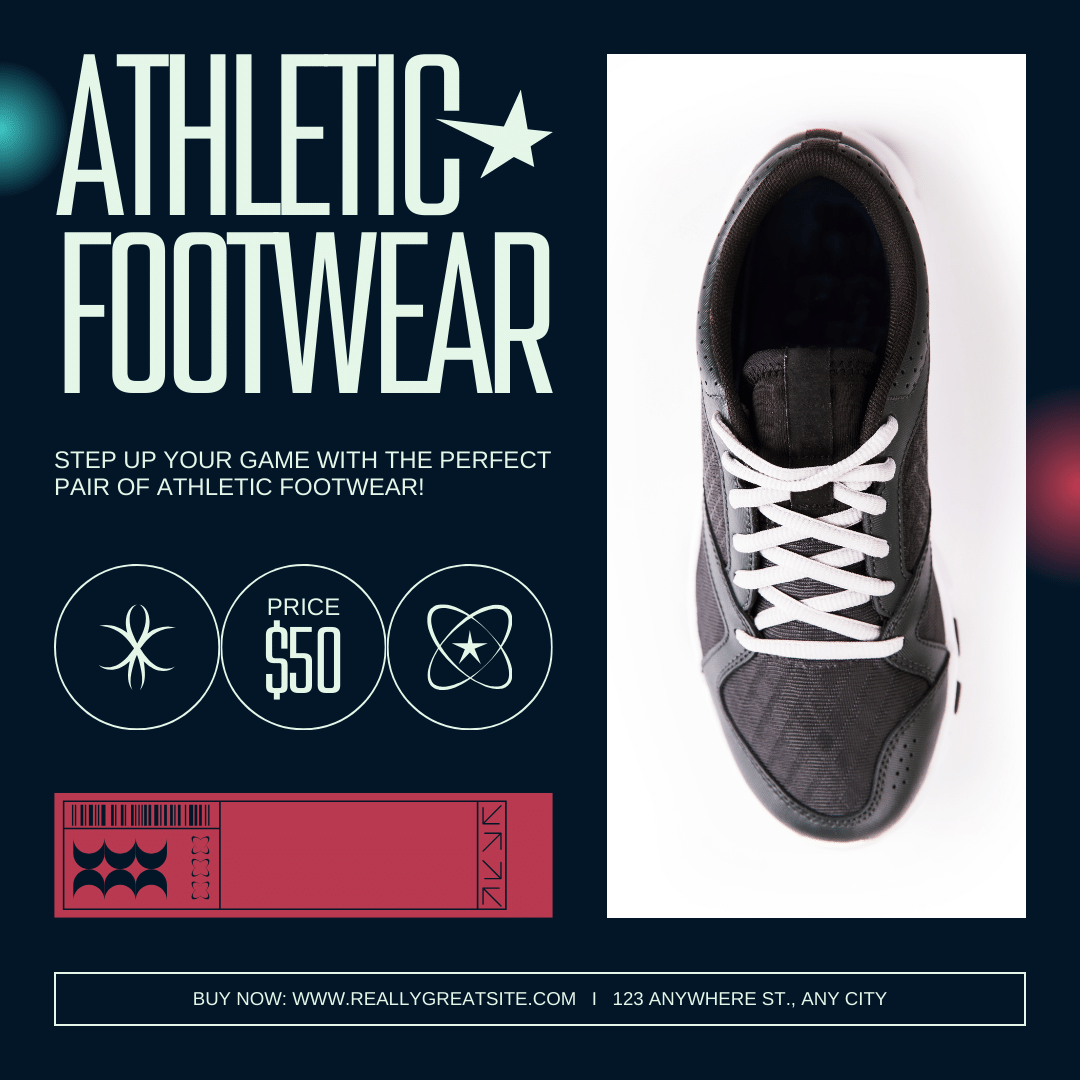 ATHLETIC
FOOTWEAR
STEP UP YOUR GAME WITH THE PERFECT
PAIR OF ATHLETIC FOOTWEAR!
PRICE
$50
BUY NOW: WWW.REALLYGREATSITE.COM I 123 ANYWHERE ST., ANY CITY